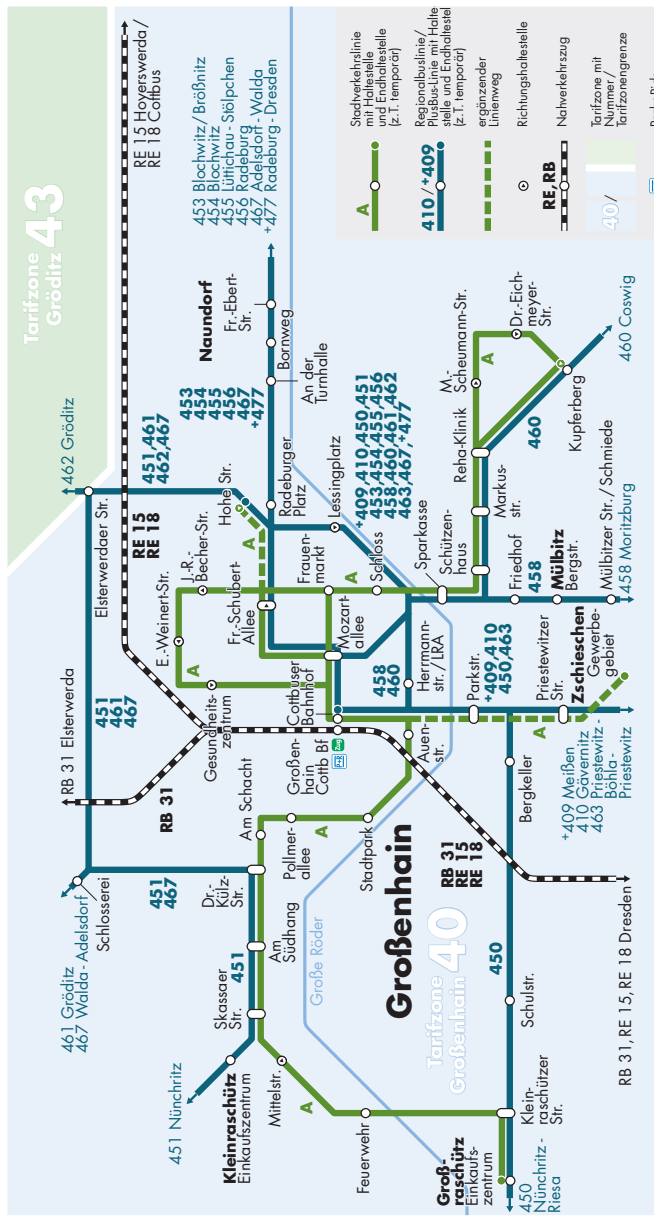 Tarifzone
Gröditz 43
RE 15 Hoyerswerda /
RE 18 Cottbus
462 Gröditz
Elsterwerdaer Str.
451,461
462,467
RE 15
RE 18
451
461
467
RB 31 Elsterwerda
RB 31
461 Gröditz
467 Walda - Adelsdorf
Schlosserei
451
467
453 Blochwitz/ Brößnitz
454 Blochwitz
455 Lüttichau - Stölpchen
456 Radeburg
467 Adelsdorf - Walda
+477 Radeburg - Dresden
Naundorf
Fr.-Ebert-
Str.
Bornweg
An der
Turnhalle
453
454
455
456
467
+477
Radeburger
Platz
Hohe Str.
Lessingplatz
A
J.-R.-
Becher-Str.
E.-Weinert-Str.
A
Fr.-Schubert-
Allee
Frauen-
markt
A
Schloss
+409,410,450,451
453,454,455,456
458,460,461,462
463,467,+477
Gesundheits-
zentrum
Mozart-
allee
Cottbuser
Bahnhof
Großen-
hain
Cottb Bf
458
460
Herrmann-
str./ LRA
Sparkasse
Schützen-
haus
Auen-
str.
Am Schacht
Pollmer-
allee
A
Stadtpark
Dr.-
Külz-
Str.
Am
Südhang
451
Skassaer
Str.
451 Nünchritz
Kleinraschütz
Einkaufszentrum
Mittelstr.
A
Feuerwehr
Große Röder
Großenhain
Tarifzone
Großenhain 40
RB 31
RE 15
RE 18
RB 31, RE 15, RE 18 Dresden
Groß-
raschütz
Einkaufs-
zentrum
450
Nünchritz -
Riesa
Klein-
raschützer
Str.
Schulstr.
450
Bergkeller
Parkstr.
+409,410
450,463
Priestewitzer
Str.
A
Zschieschen
Gewerbe-
gebiet
+409 Meißen
410 Gävernitz
463 Priestewitz -
Böhla -
Priestewitz
Friedhof
458
Mülbitz
Bergstr.
Mülbitzer Str./ Schmiede
458 Moritzburg
Markus-
str.
Reha-Klinik
460
Kupferberg
460 Coswig
M.-
Scheumann-Str.
A
Dr.-Eich-
meyer-
Str.
A
Stadtverkehrslinie
mit Haltestelle
und Endhaltestelle
(z.T. temporär)
410 / +409
Regionalbuslinie/
PlusBus-Linie mit Halte
stelle und Endhaltestel
(z.T. temporär)
ergänzender
Linienweg
Richtungshaltestelle
RE, RB
Nahverkehrszug
40/
Tarifzone mit
Nummer/
Tarifzonengrenze